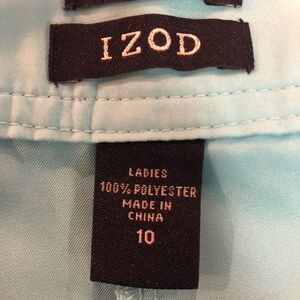 IZOD
LADIES
100% POLYESTER
MADE IN
CHINA
10